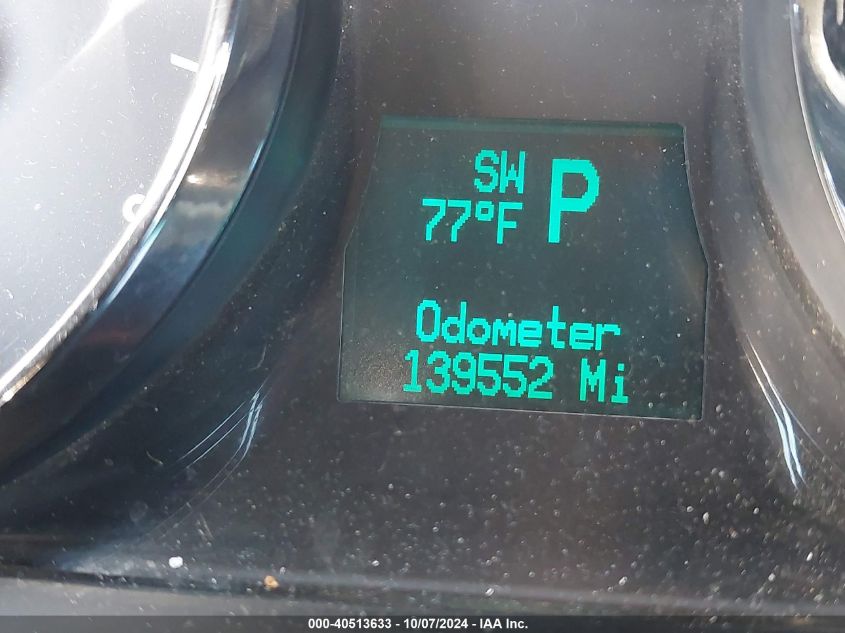 SW P
77°F
Odometer
139552 Mi
000-40513633 - 10/07/2024 - IAA Inc.